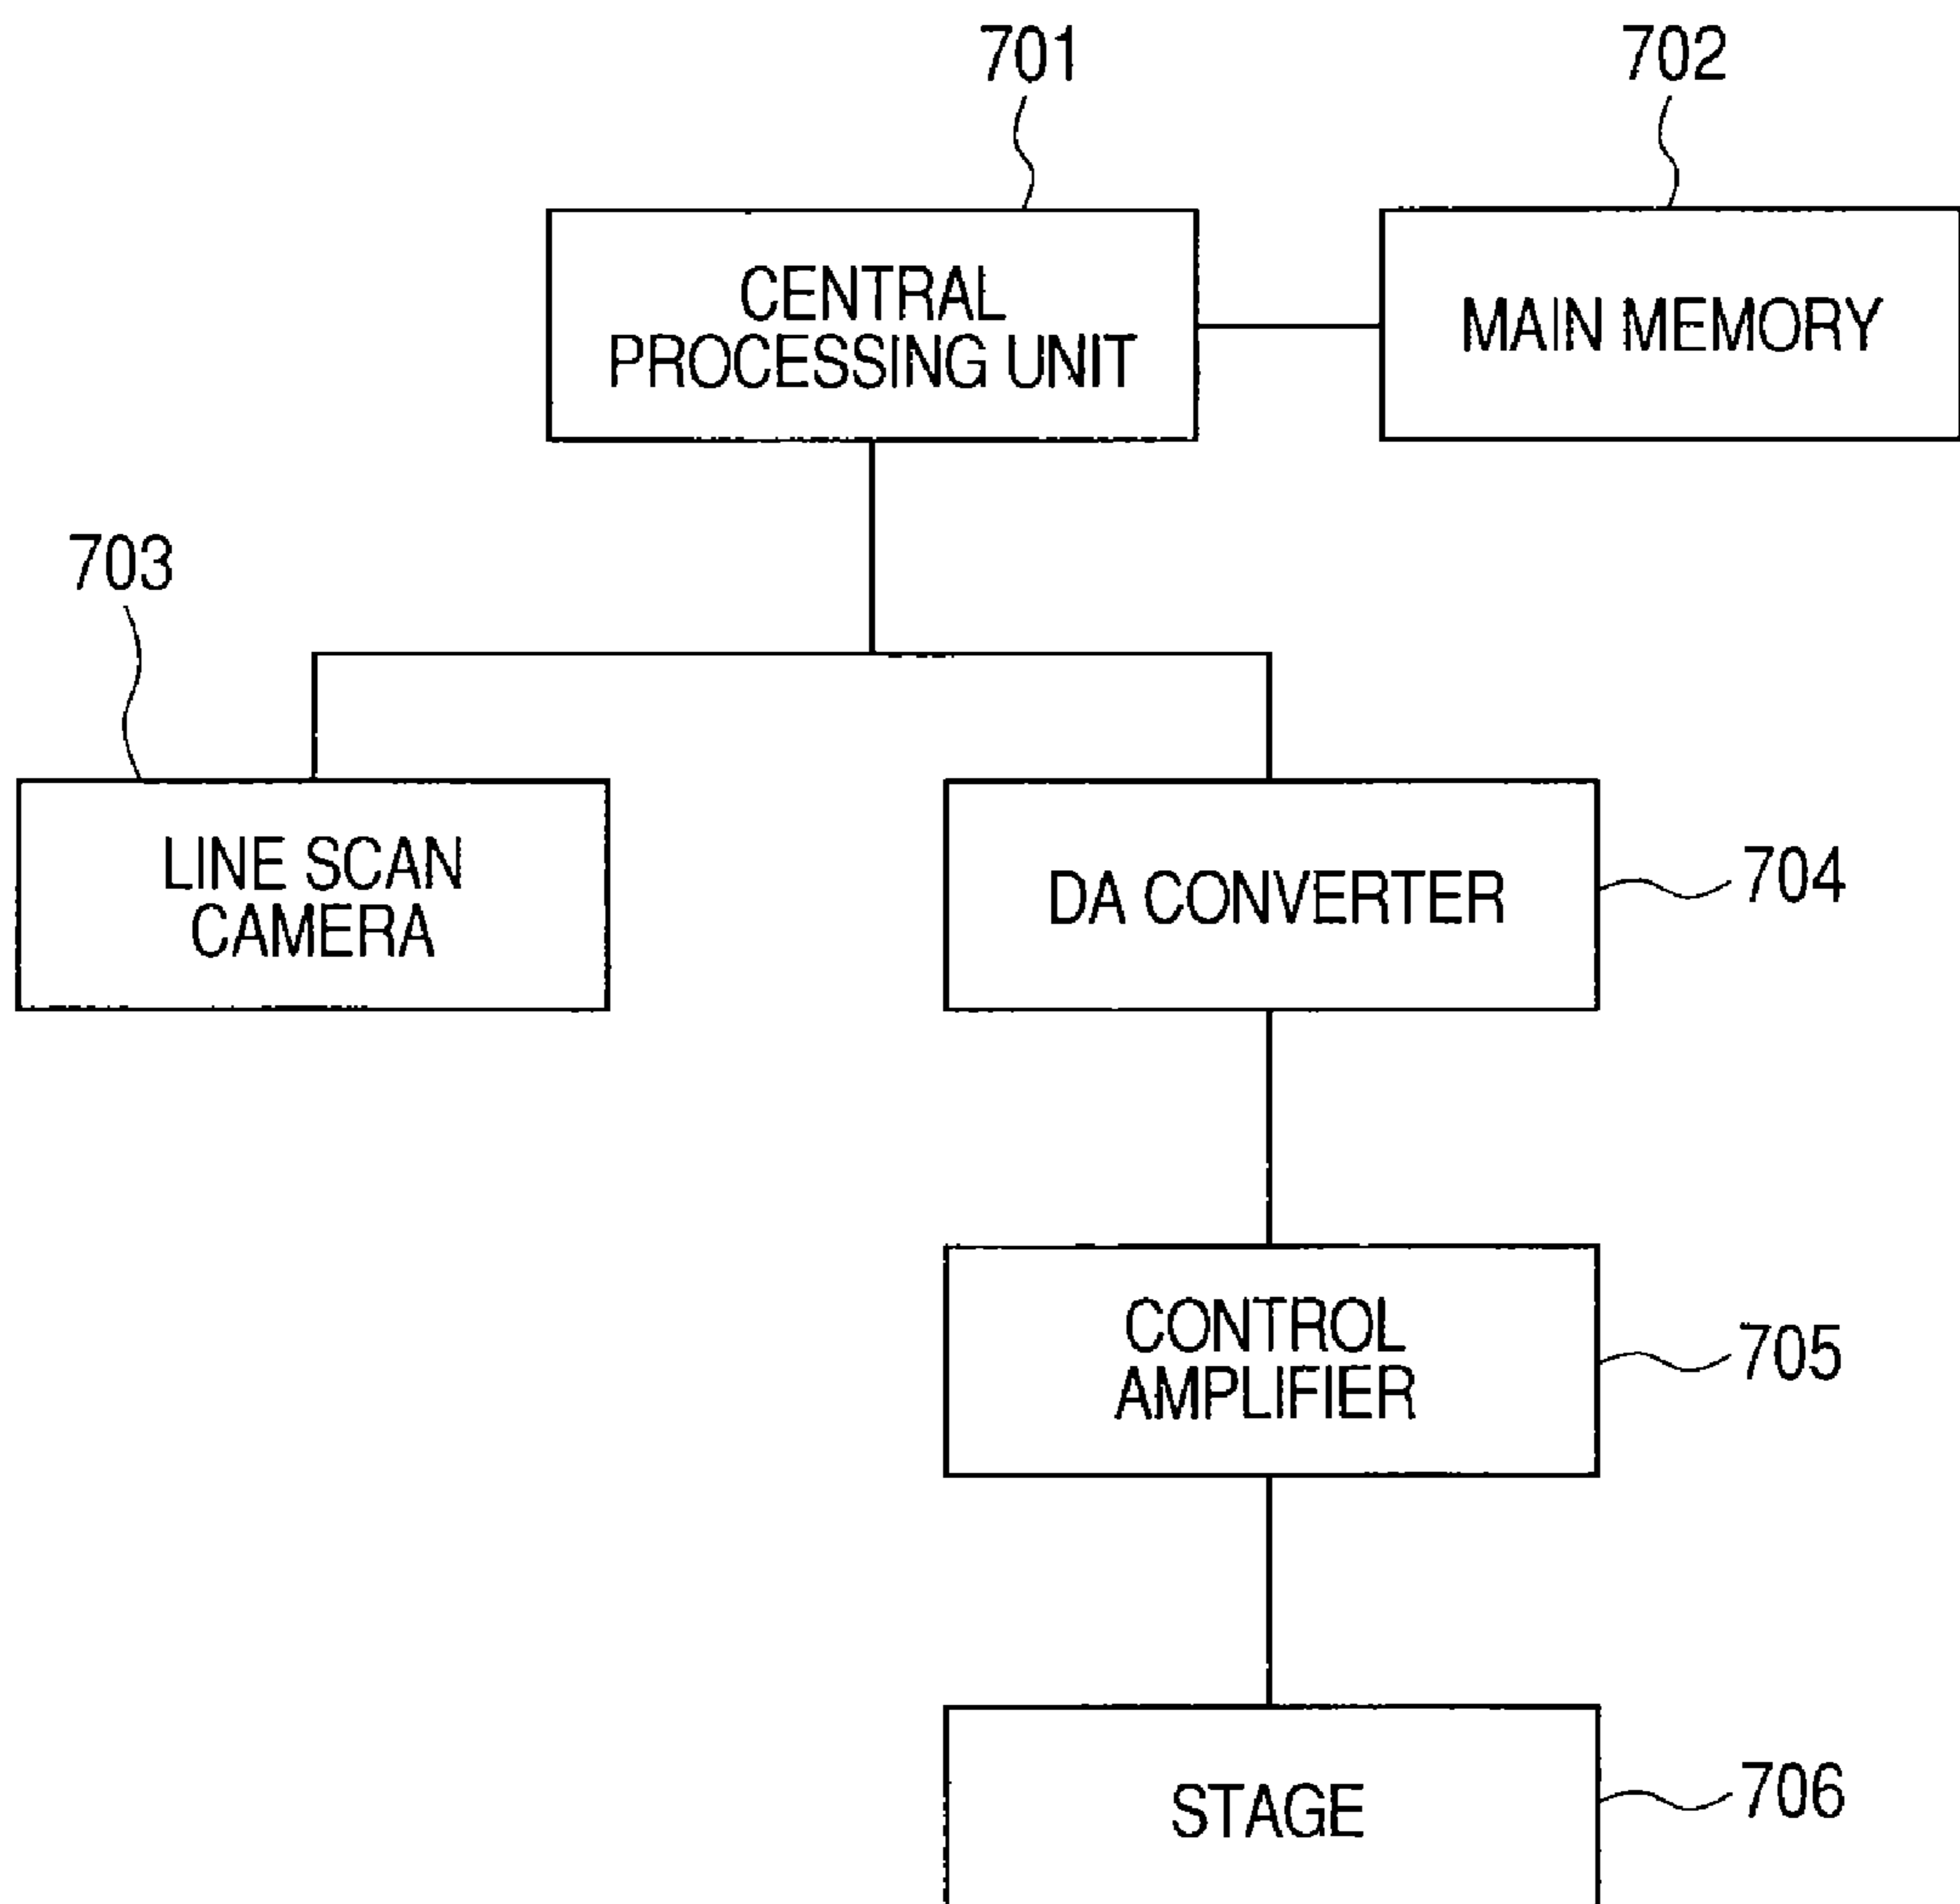 701
702
CENTRAL
PROCESSING UNIT
MAIN MEMORY
703
LINE SCAN
CAMERA
DA CONVERTER
704
CONTROL
AMPLIFIER
705
STAGE
706